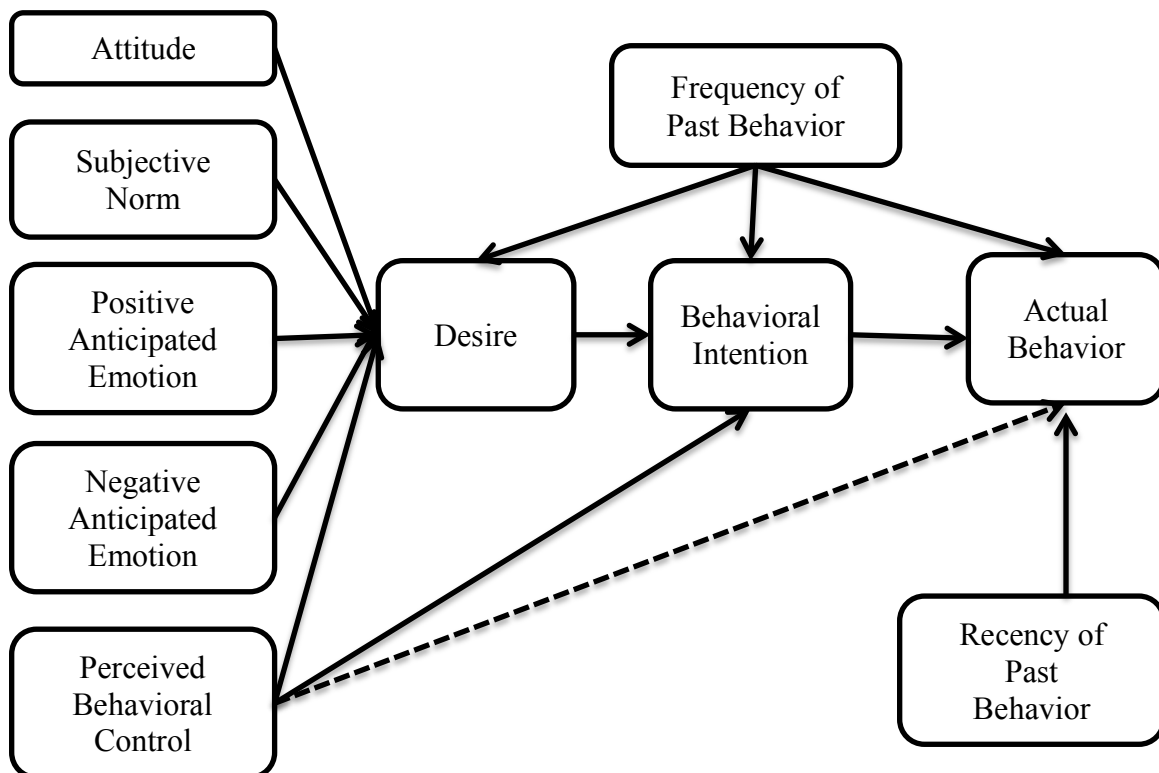 Attitude
Subjective
Norm
Positive
Anticipated
Emotion
Negative
Anticipated
Emotion
Perceived
Behavioral
Control
Frequency of
Past Behavior
Desire
Behavioral
Intention
Actual
Behavior
Recency of
Past
Behavior